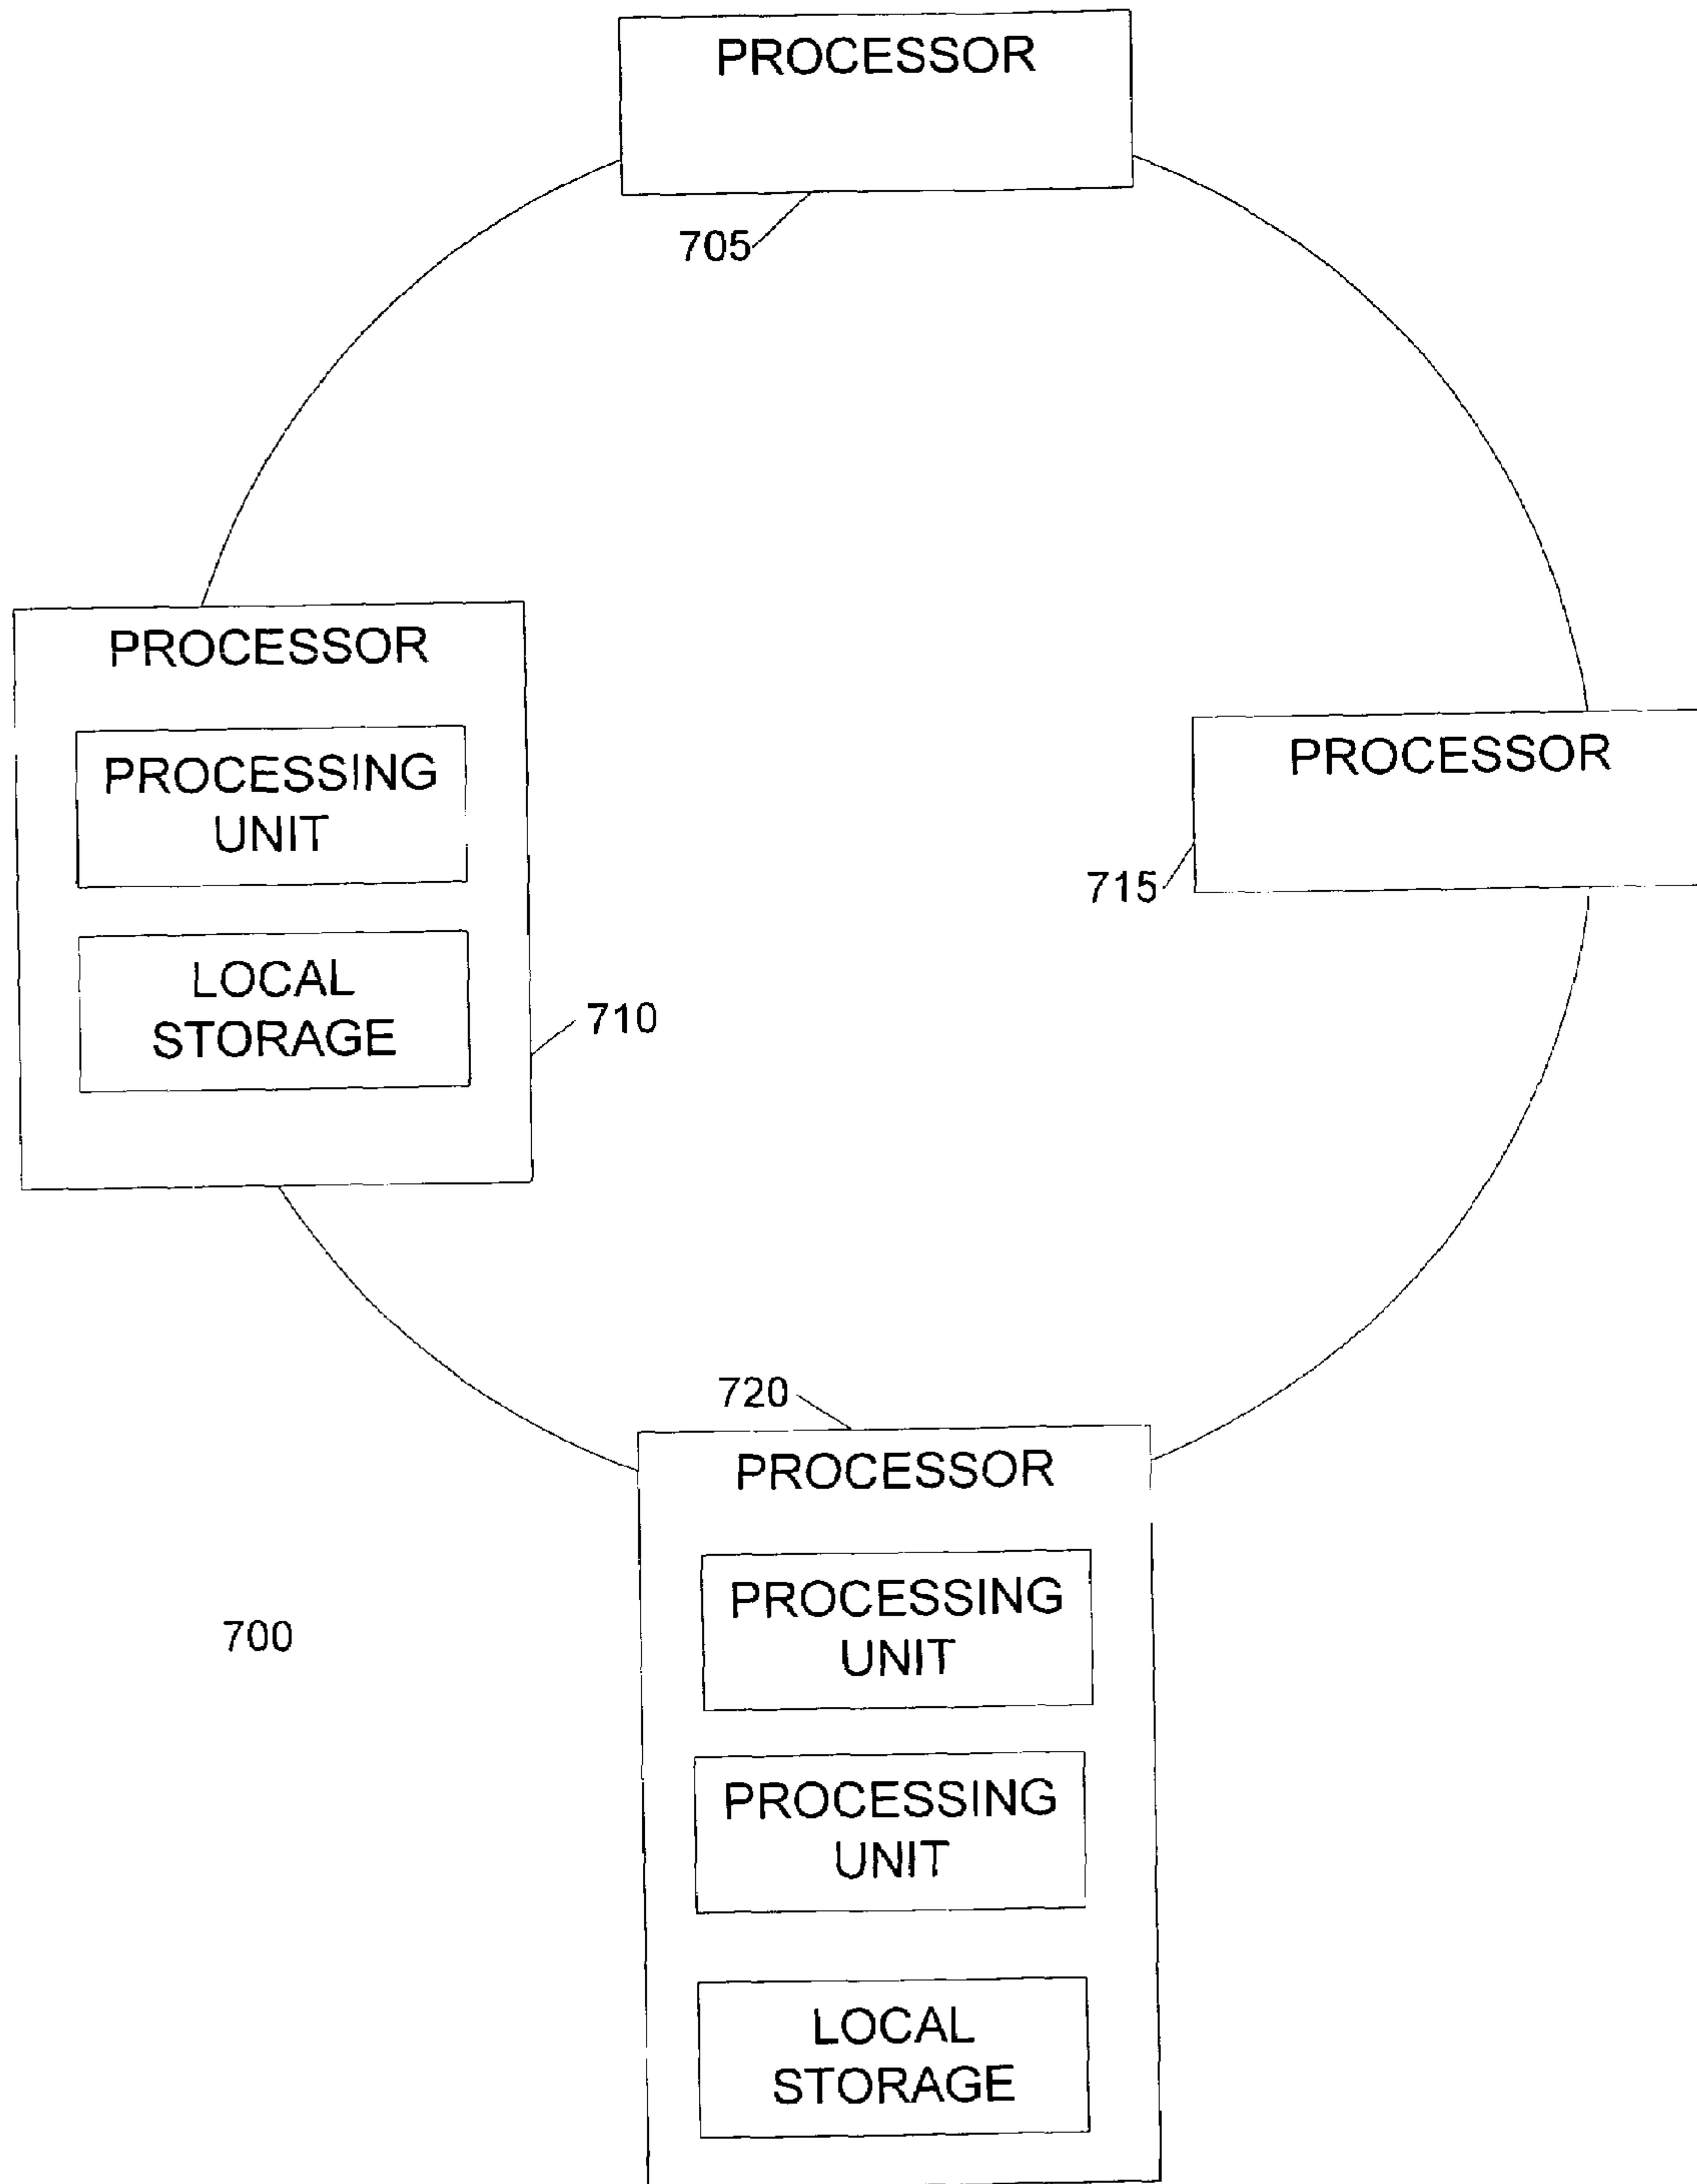 PROCESSOR
705
PROCESSOR
PROCESSING
UNIT
LOCAL
STORAGE
710
PROCESSOR
715
720
PROCESSOR
PROCESSING
UNIT
PROCESSING
UNIT
LOCAL
STORAGE
700